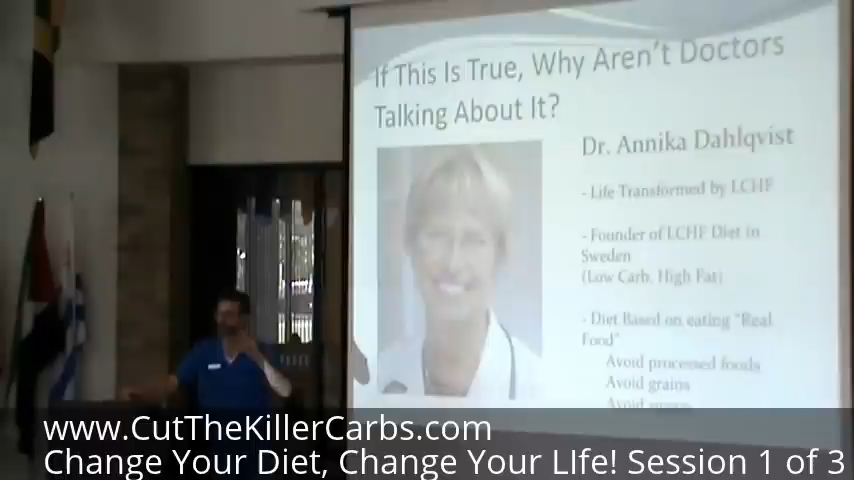 If This Is True, Why Aren't Doctors
Talking About It?
Dr. Annika Dahlqvist
- Life Transformed by LCHF
- Founder of LCHF Diet in
Sweden
(Low Carb, High Fat)
- Diet Based on eating "Real
Food"
Avoid processed foods
Avoid grains
Avoid
www.CutTheKillerCarbs.com
Change Your Diet, Change Your LIfe! Session 1 of 3